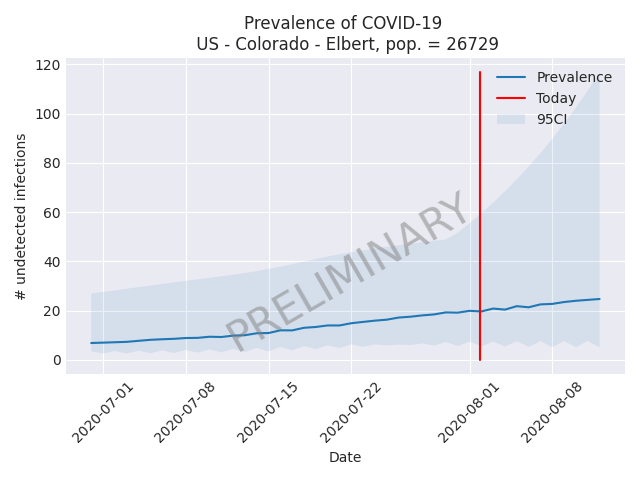 Prevalence of COVID-19
US - Colorado - Elbert, pop. = 26729
120
100
80
60
40
20
0
# undetected infections
Prevalence
Today
95CI
PRELIMINARY
2020-07-01
2020-07-08
2020-07-15
2020-07-22
2020-08-01
2020-08-08
Date